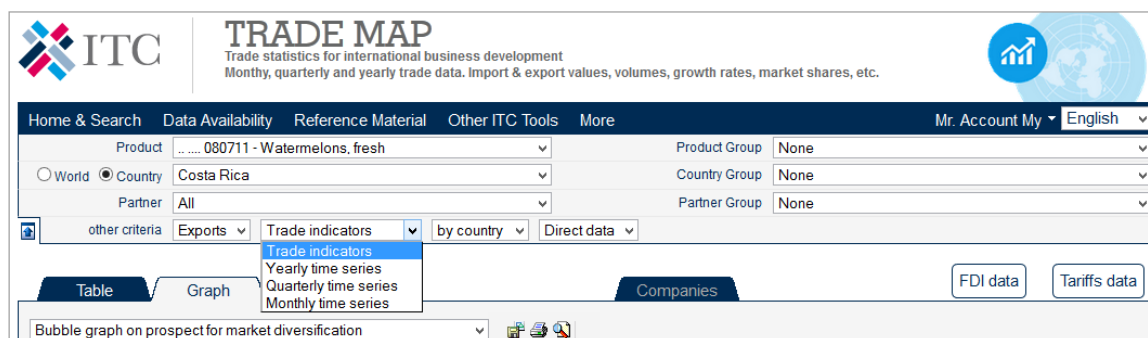 ITC
TRADE MAP
Trade statistics for international business development
Monthy, quarterly and yearly trade data. Import & export values, volumes, growth rates, market shares, etc.
Home & Search Data Availability Reference Material Other ITC Tools More Mr. Account My English
Product .. .... 080711 - Watermelons, fresh Product Group None
World Country Costa Rica Country Group None
Partner All Partner Group None
other criteria Exports Trade indicators by country Direct data
Trade indicators
Yearly time series
Quarterly time series
Monthly time series
Table Graph Companies FDI data Tariffs data
Bubble graph on prospect for market diversification